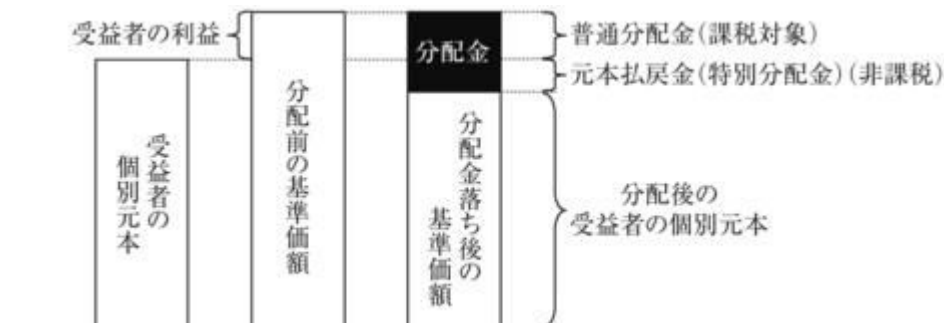 受益者の利益
受益者の
個別元本
分配前の基準価額
分配金
分配金落ち後の
基準価額
普通分配金(課税対象)
元本払戻金(特別分配金)(非課税)
分配後の
受益者の個別元本